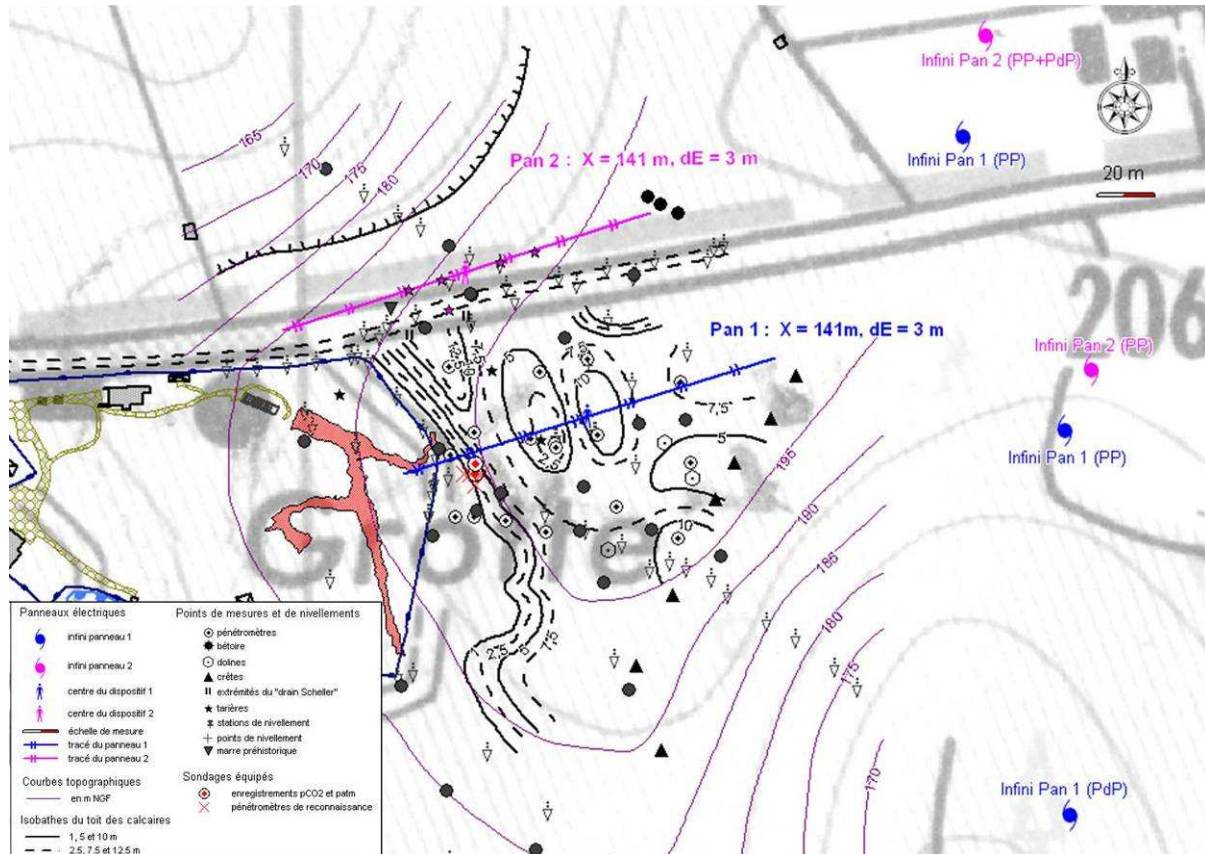 Infini Pan 2 (PP+PdP)
Infini Pan 1 (PP)
20 m
165
170
175
180
Pan 2 : X = 141 m, dE = 3 m
206
Pan 1 : X = 141m, dE = 3 m
Infini Pan 2 (PP)
Infini Pan 1 (PP)
12,5
7,5
5
10
7,5
5
2,5
10
195
190
185
180
175
170
Grotte
2,5
5
7,5
Infini Pan 1 (PdP)
Panneaux électriques
infini panneau 1
infini panneau 2
centre du dispositif 1
centre du dispositif 2
échelle de mesure
tracé du panneau 1
tracé du panneau 2
Courbes topographiques
en m NGF
Isobathes du toit des calcaires
1, 5 et 10 m
2.5, 7.5 et 12.5 m
Points de mesures et de nivellements
pénétromètres
bétoire
dolines
crêtes
extrémités du "drain Scheller"
tarières
stations de nivellement
points de nivellement
marre préhistorique
Sondages équipés
enregistrements pCO2 et patm
pénétromètres de reconnaissance